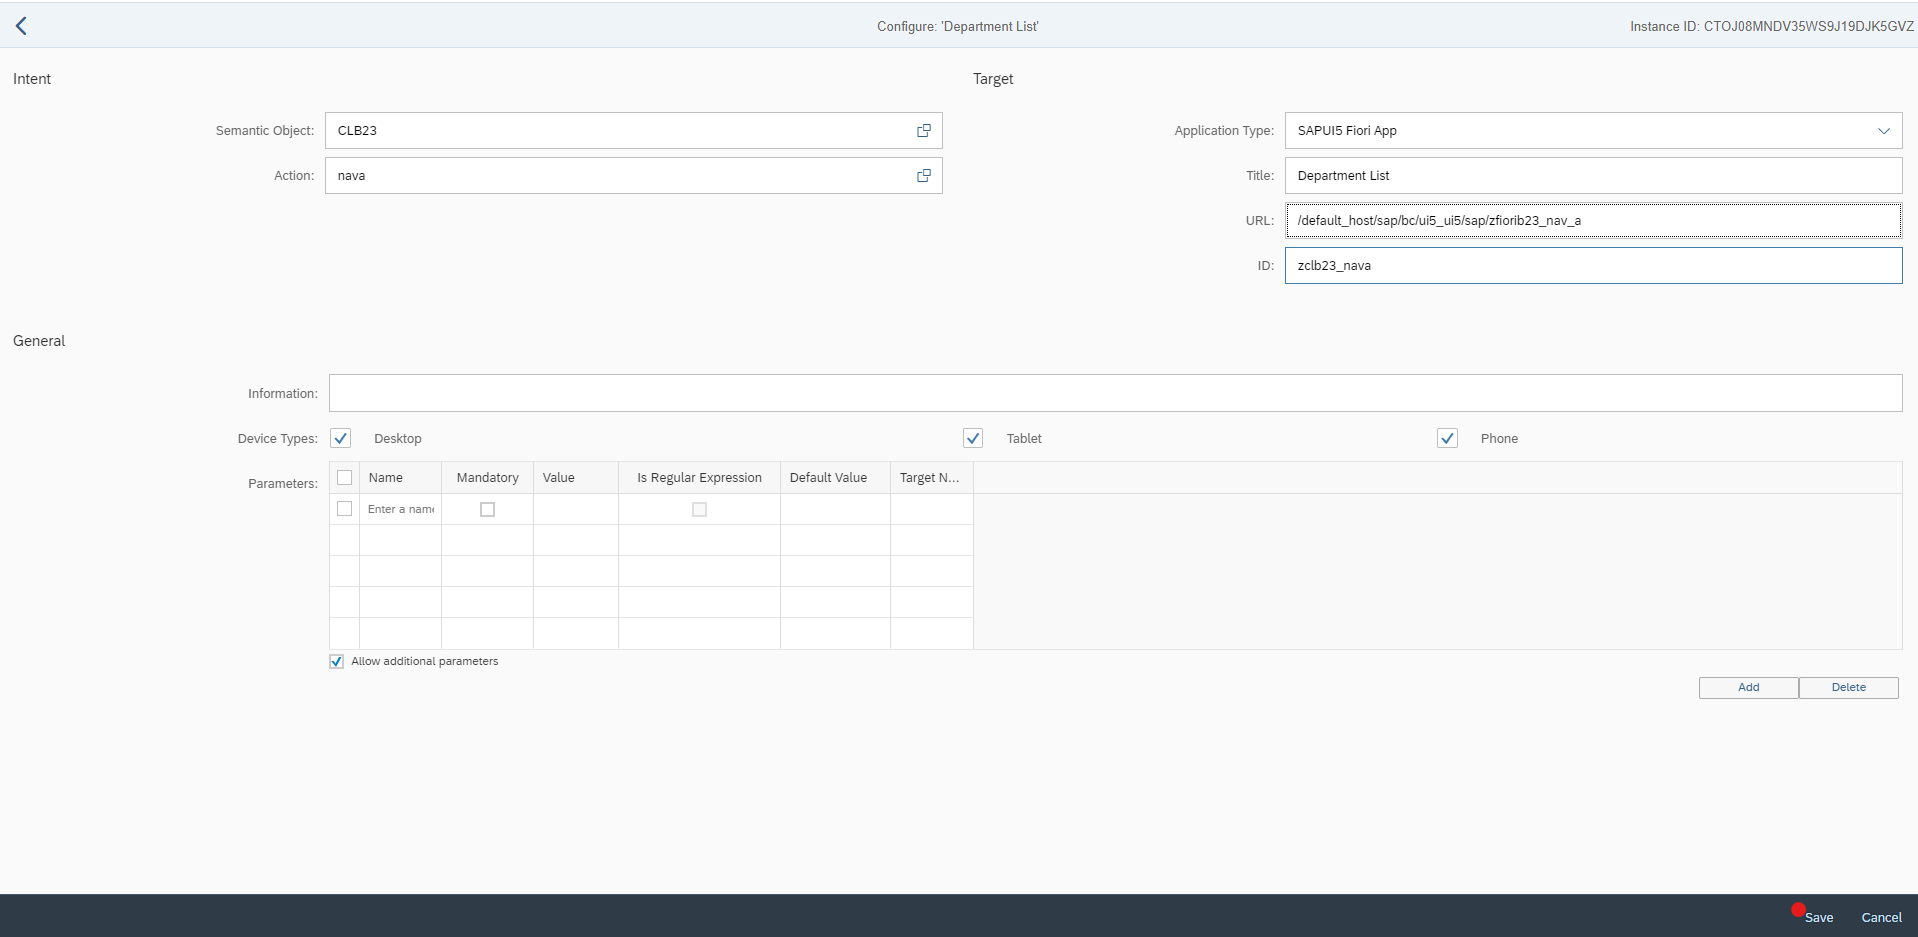 Configure: 'Department List'
Instance ID: CTOJ08MNDV35WS9J19DJK5GVZ
Intent
Semantic Object: CLB23
Action: nava
Target
Application Type: SAPUI5 Fiori App
Title: Department List
URL: /default_host/sap/bc/ui5_ui5/sap/zfiorib23_nav_a
ID: zclb23_nava
General
Information:
Device Types: Desktop Tablet Phone
Parameters:
Name Mandatory Value Is Regular Expression Default Value Target N...
Enter a name
Allow additional parameters
Add Delete
Save Cancel